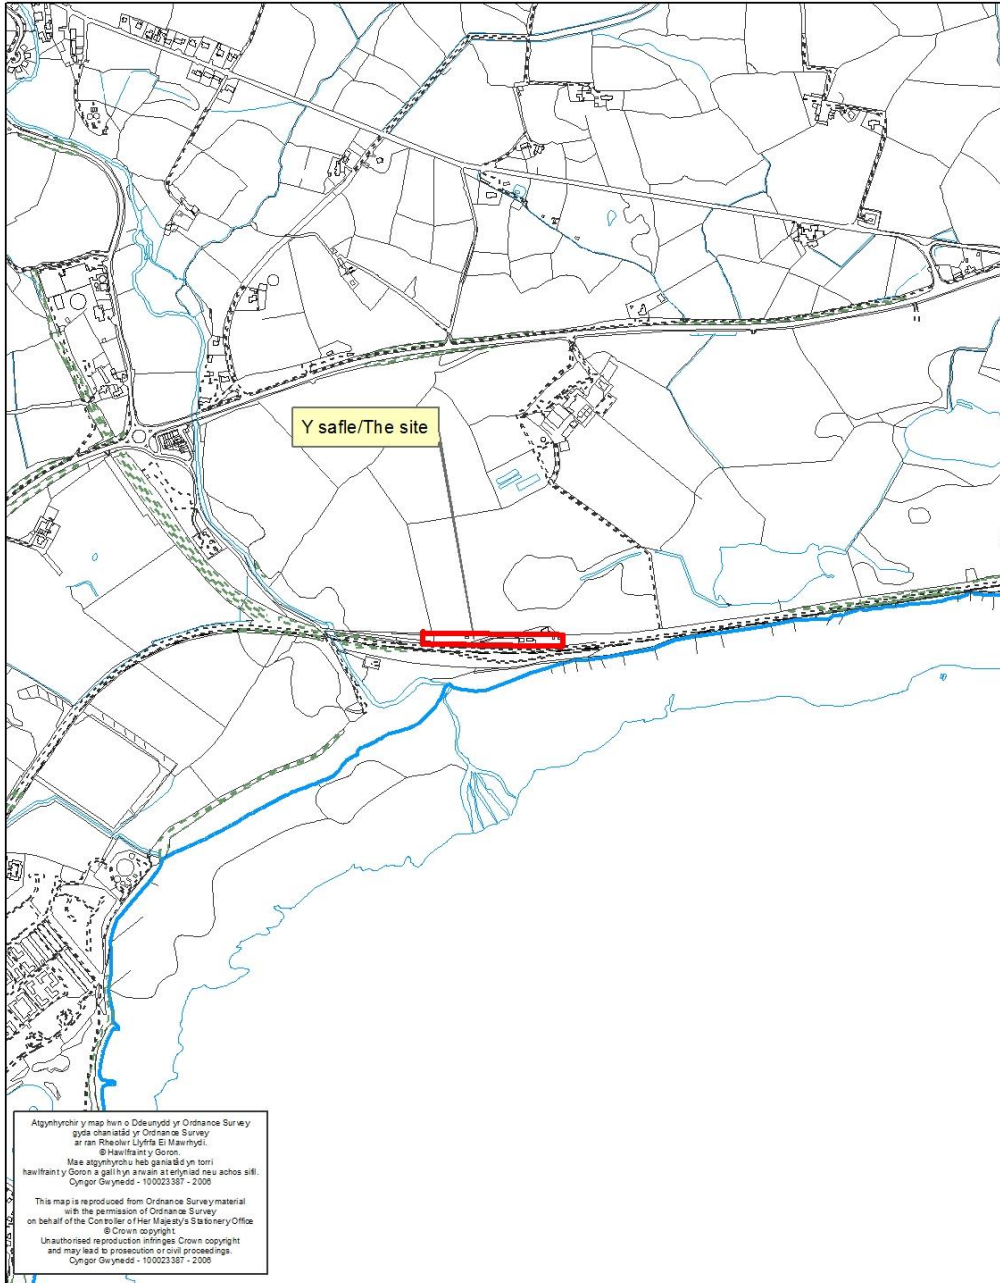 Y safle/The site
Atgynhyrchir y map hwn o Ddeunydd yr Ordnance Survey
gyda chaniatâd yr Ordnance Survey
ar ran Rheolwr Llyfrfa Ei Mawrhydi.
© Hawlfraint y Goron.
Mae atgynhyrchu heb ganiatâd yn torri
hawlfraint y Goron a gall hyn arwain at erlyniad neu achos sifil.
Cyngor Gwynedd - 100023387 - 2006
This map is reproduced from Ordnance Survey material
with the permission of Ordnance Survey
on behalf of the Controller of Her Majesty's Stationery Office
© Crown copyright.
Unauthorised reproduction infringes Crown copyright
and may lead to prosecution or civil proceedings.
Cyngor Gwynedd - 100023387 - 2006